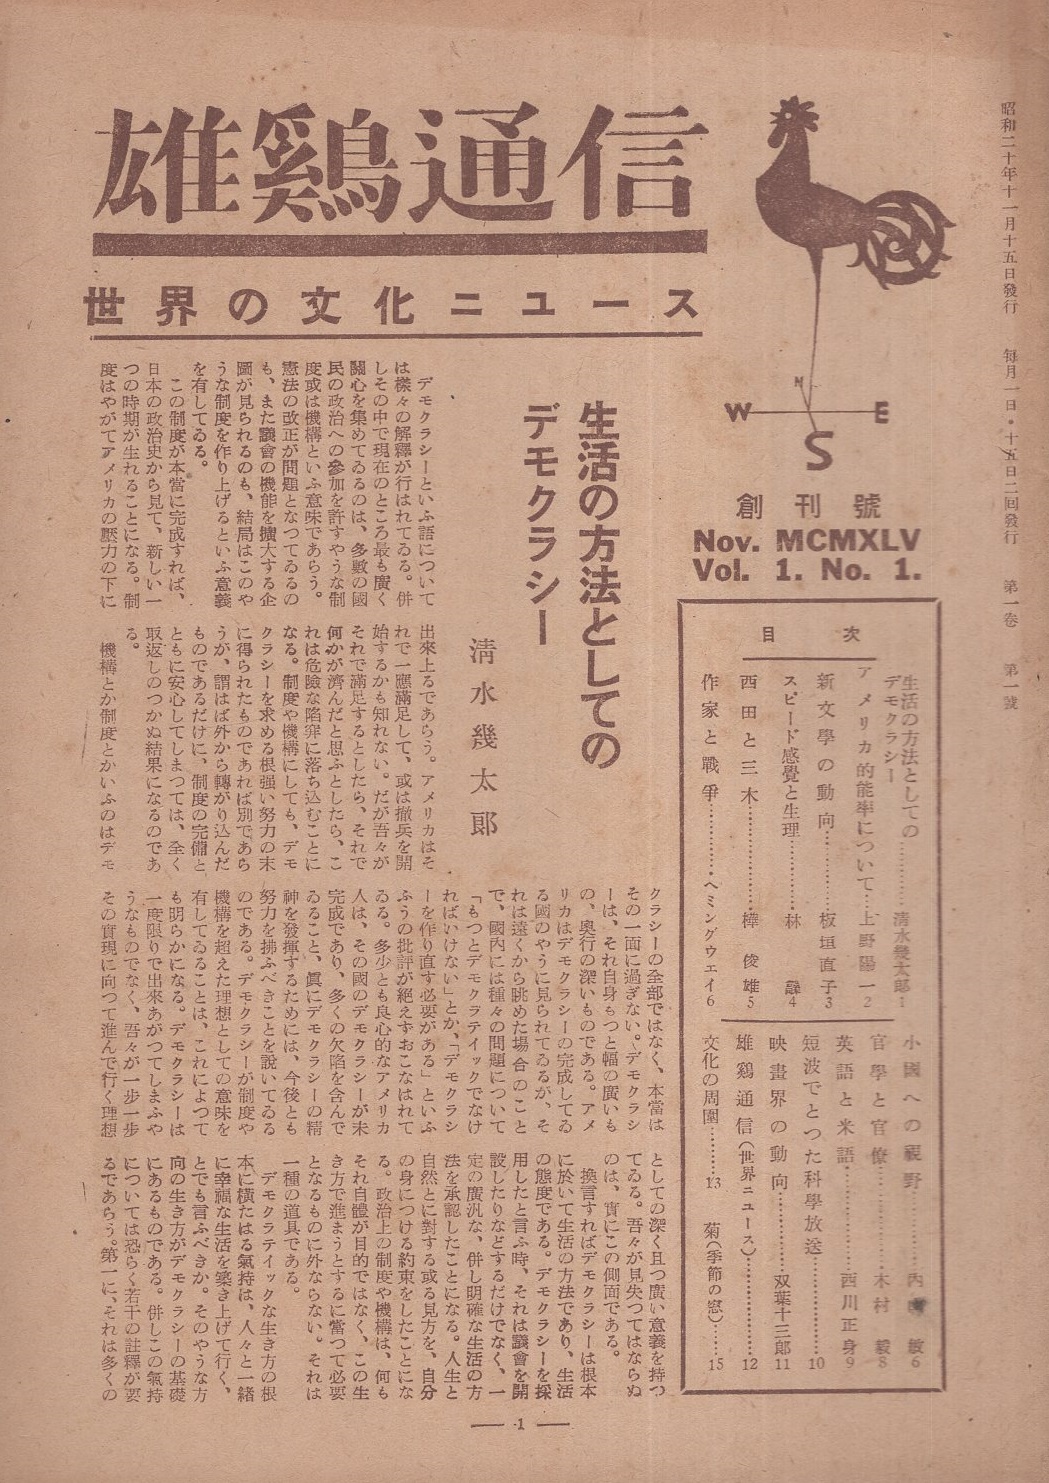 昭和二十年十一月十五日發行　毎月一日・十五日二回發行　第一卷　第一號
雄鷄通信
世界の文化ニュース
N
W E
S
創刊號
Nov. MCMXLV
Vol. 1. No. 1.
目次
生活の方法としての
デモクラシー…………清水幾太郎 1
アメリカ的能率について…上野陽一 2
新文學の動向…………板垣直子 3
スピード感覺と生理…………林 髞 4
西田と三木…………樺俊雄 5
作家と戰爭…………ヘミングウエイ 6
小國への視野…………內 敏 6
官學と官僚…………木村毅 8
英語と米語…………西川正身 9
短波でとつた科學放送…………10
映畫界の動向…………双葉十三郎 11
雄鷄通信(世界ニュース)…………12
文化の周圍…………13
菊(季節の窓)……15
生活の方法としての
デモクラシー
清水幾太郎
デモクラシーといふ語について
は樣々の解釋が行はれてゐる。併
しその中で現在のところ最も廣く
關心を集めてゐるのは、多數の國
民の政治への參加を許すやうな制
度或は機構といふ意味であらう。
憲法の改正が問題となつてゐるの
も、また議會の機能を擴大する企
圖が見られるのも、結局はこのや
うな制度を作り上げるといふ意義
を有してゐる。
この制度が本當に完成すれば、
日本の政治史から見て、新しい一
つの時期が生れることになる。制
度はやがてアメリカの壓力の下に
出來上るであらう。アメリカはそ
れで一應滿足して、或は撤兵を開
始するかも知れない。だが吾々が
それで滿足するとしたら、それで
何かが濟んだと思ふとしたら、こ
れは危險な陷穽に落ち込むことに
なる。制度や機構にしても、デモ
クラシーを求める根强い努力の末
に得られたものであれば別であら
うが、謂はば外から轉がり込んだ
ものであるだけに、制度の完備と
ともに安心してしまつては、全く
取返しのつかぬ結果になるのであ
る。
機構とか制度とかいふのはデモ
クラシーの全部ではなく、本當は
その一面に過ぎない。デモクラシ
ーは、それ自身もつと幅の廣いも
の、奧行の深いものである。アメ
リカはデモクラシーの完成してゐ
る國のやうに見られてゐるが、そ
れは遠くから眺めた場合のこと
で、國內には種々の問題について
「もつとデモクラテイックでなけ
ればいけない」とか、「デモクラシ
ーを作り直す必要がある」といふ
ふうの批評が絕えずおこなはれて
ゐる。多少とも良心的なアメリカ
人は、その國のデモクラシーが未
完成であり、多くの欠陷を含んで
ゐること、眞にデモクラシーの精
神を發揮するためには、今後とも
努力を拂ふべきことを說いてゐる
のである。デモクラシーが制度や
機構を超えた理想としての意味を
有してゐることは、これによつて
も明らかになる。デモクラシーは
一度限りで出來あがつてしまふや
うなものでなく、吾々が一步一步
その實現に向つて進んで行く理想
としての深く且つ廣い意義を持つ
てゐる。吾々が見失つてはならぬ
のは、實にこの側面である。
換言すればデモクラシーは根本
に於いて生活の方法であり、生活
の態度である。デモクラシーを採
用したと言ふ時、それは議會を開
設したりなどするだけでなく、一
定の廣汎な、併し明確な生活の方
法を承認したことになる。人生と
自然とに對する或る見方を、自分
の身につける約束をしたことにな
る。政治上の制度や機構は、何も
それ自體が目的ではなく、この生
き方で進まうとするに當つて必要
となるものに外ならない。それは
一種の道具である。
デモクラテイックな生き方の根
本に橫たはる氣持は、人々と一緖
に幸福な生活を築き上げて行く、
とでも言ふべきか。そのやうな方
向の生き方がデモクラシーの基礎
にあるものである。併しこの氣持
については恐らく若干の註釋が要
るであらう。第一に、それは多くの
— 1 —